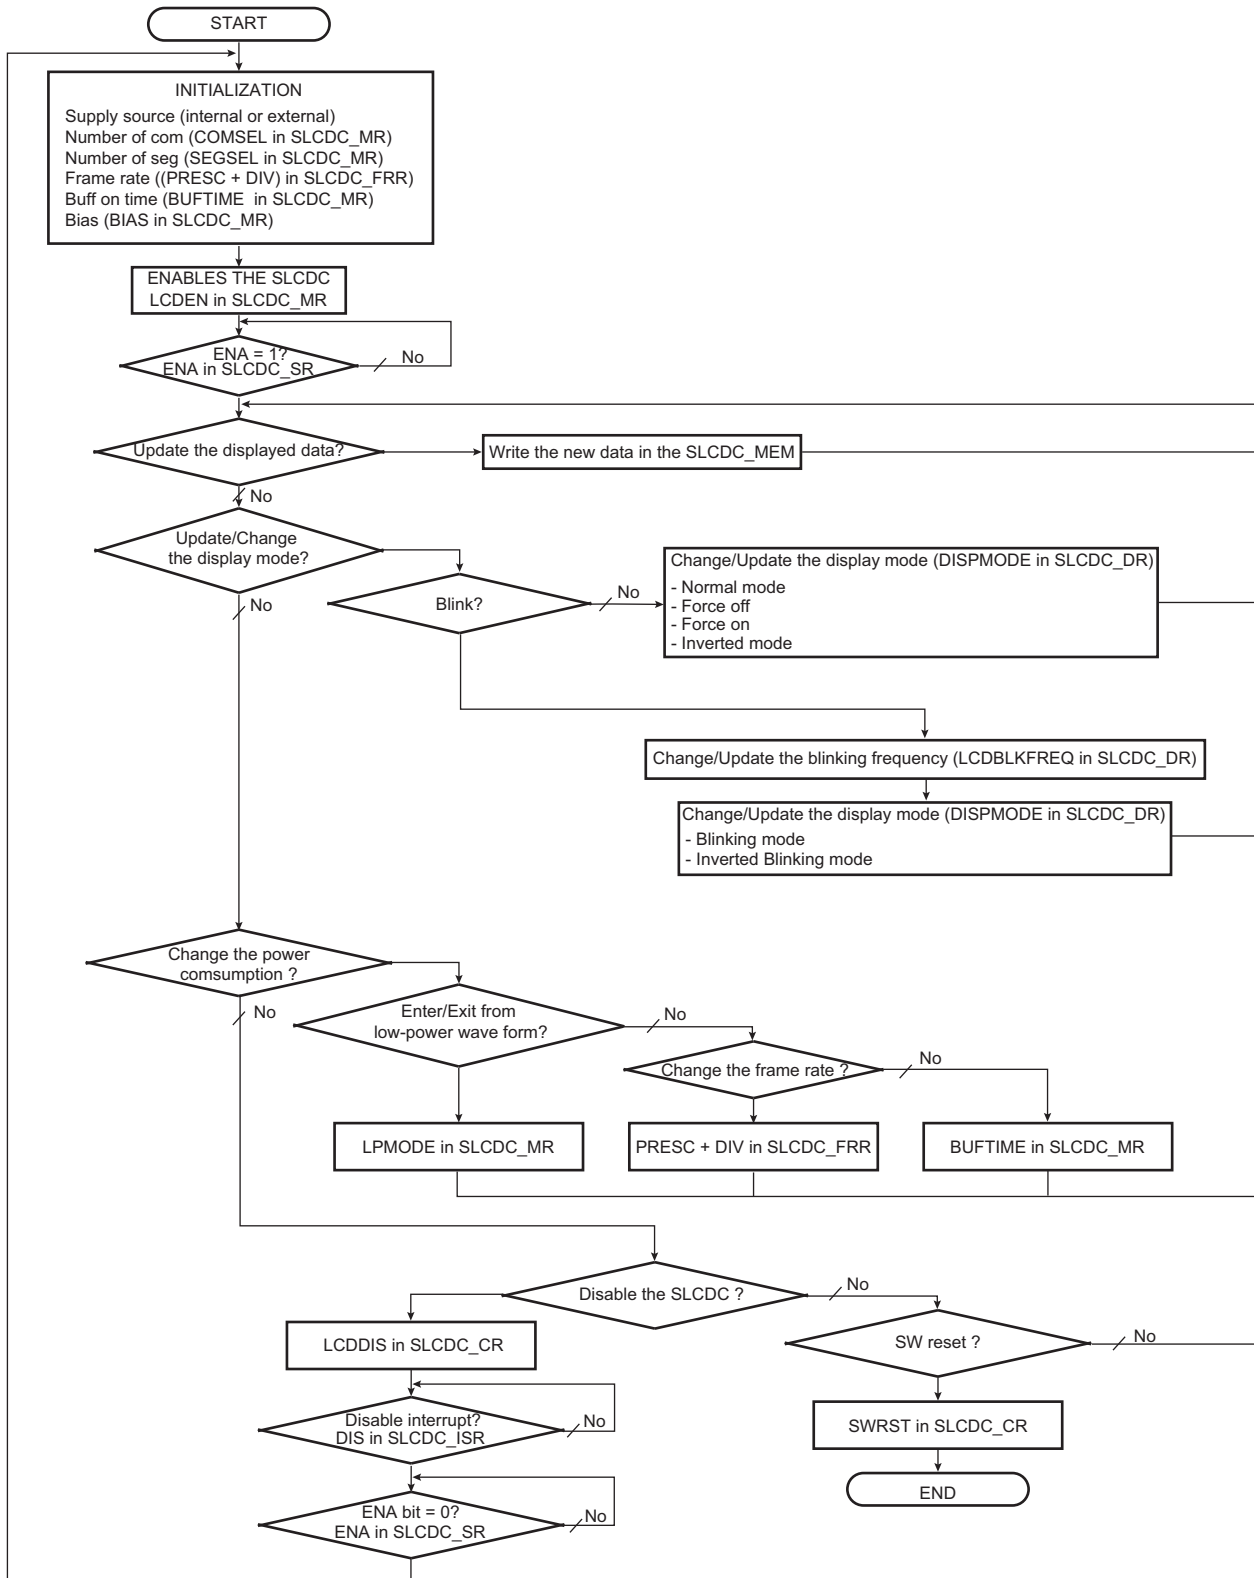 START
INITIALIZATION
Supply source (internal or external)
Number of com (COMSEL in SLCDC_MR)
Number of seg (SEGSEL in SLCDC_MR)
Frame rate ((PRESC + DIV) in SLCDC_FRR)
Buff on time (BUFTIME in SLCDC_MR)
Bias (BIAS in SLCDC_MR)
ENABLES THE SLCDC
LCDEN in SLCDC_MR
ENA = 1?
ENA in SLCDC_SR
No
Update the displayed data?
Write the new data in the SLCDC_MEM
No
Update/Change
the display mode?
No
Blink?
No
Change/Update the display mode (DISPMODE in SLCDC_DR)
- Normal mode
- Force off
- Force on
- Inverted mode
Change/Update the blinking frequency (LCDBLKFREQ in SLCDC_DR)
Change/Update the display mode (DISPMODE in SLCDC_DR)
- Blinking mode
- Inverted Blinking mode
Change the power
comsumption ?
No
Enter/Exit from
low-power wave form?
No
Change the frame rate ?
No
LPMODE in SLCDC_MR
PRESC + DIV in SLCDC_FRR
BUFTIME in SLCDC_MR
Disable the SLCDC ?
No
LCDDIS in SLCDC_CR
SW reset ?
No
Disable interrupt?
DIS in SLCDC_ISR
No
SWRST in SLCDC_CR
END
ENA bit = 0?
ENA in SLCDC_SR
No